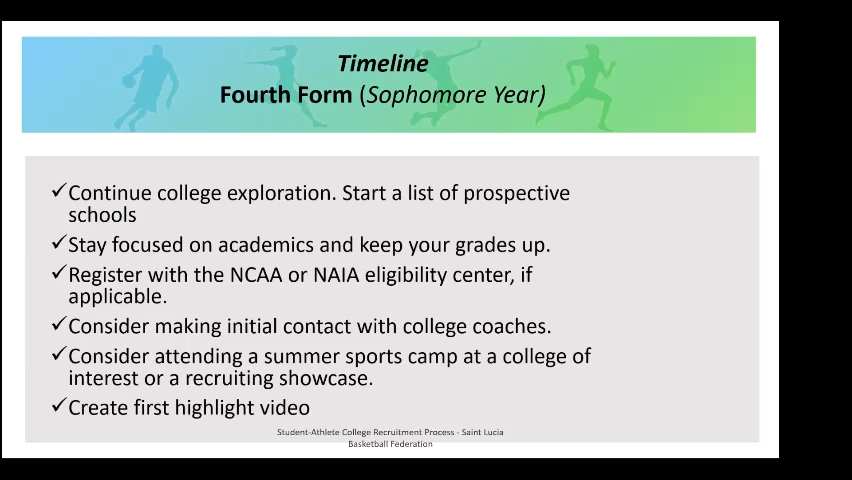 Timeline
Fourth Form (Sophomore Year)
✓Continue college exploration. Start a list of prospective
schools
✓Stay focused on academics and keep your grades up.
✓Register with the NCAA or NAIA eligibility center, if
applicable.
✓Consider making initial contact with college coaches.
✓Consider attending a summer sports camp at a college of
interest or a recruiting showcase.
✓Create first highlight video
Student-Athlete College Recruitment Process - Saint Lucia
Basketball Federation